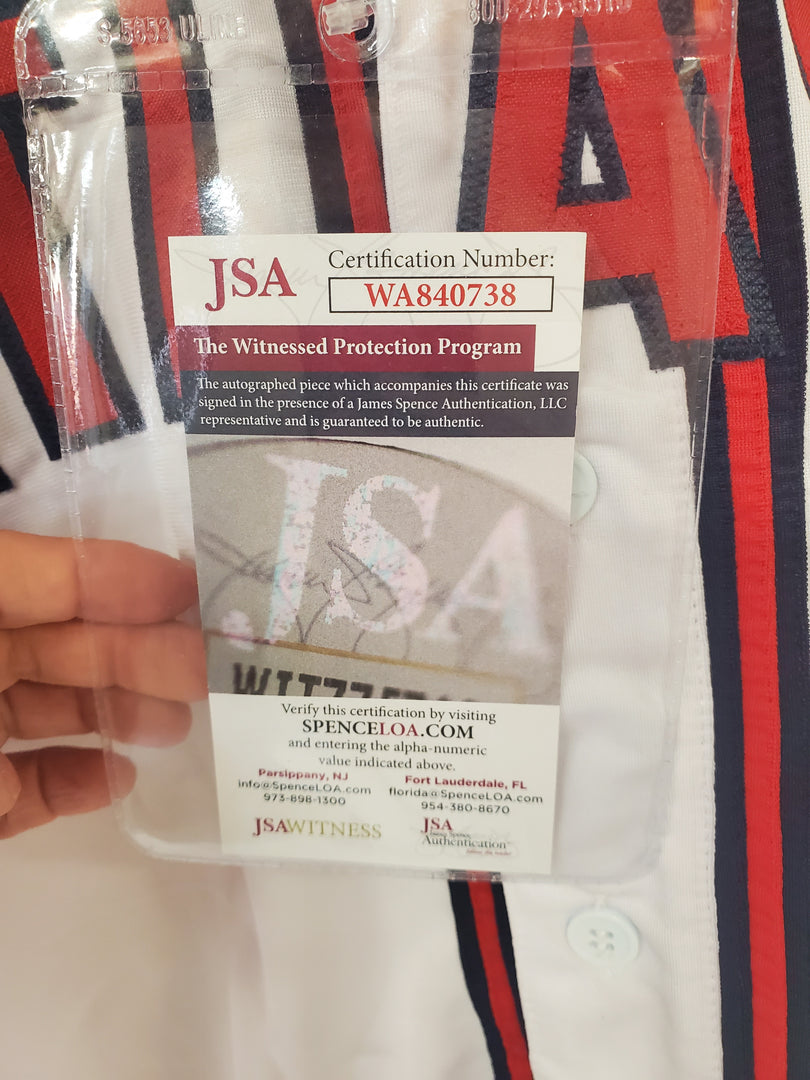 S-5653 ULINE
JSA
Certification Number:
WA840738
The Witnessed Protection Program
The autographed piece which accompanies this certificate was
signed in the presence of a James Spence Authentication, LLC
representative and is guaranteed to be authentic.
JSA
Verify this certification by visiting
SPENCELOA.COM
and entering the alpha-numeric
value indicated above.
Parsippany, NJ
info@SpenceLOA.com
973-898-1300
Fort Lauderdale, FL
florida@SpenceLOA.com
954-380-8670
JSAWITNESS
JSA
James Spence
Authentication